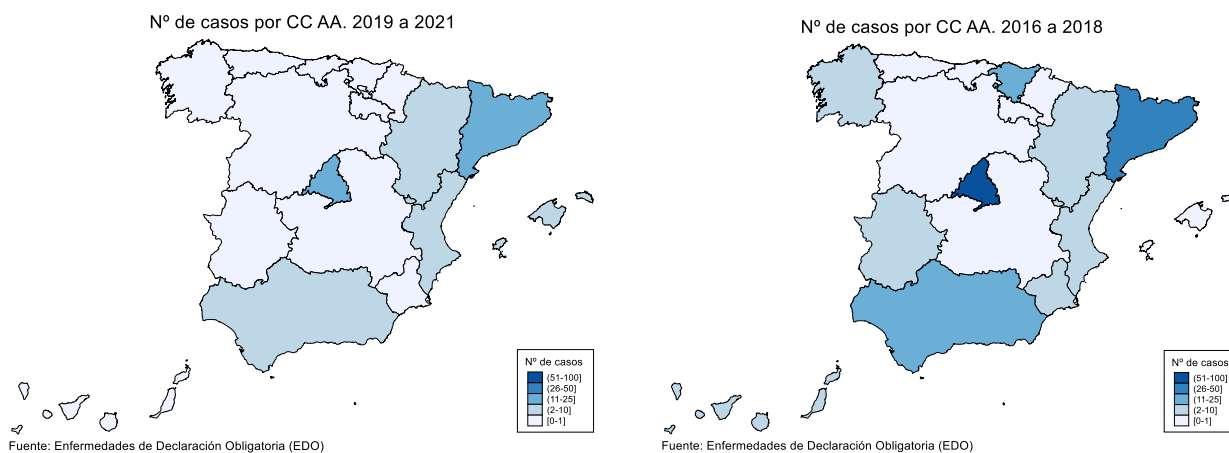 Nº de casos por CC AA. 2019 a 2021
Nº de casos
(51-100]
(26-50]
(11-25]
(2-10]
[0-1]
Fuente: Enfermedades de Declaración Obligatoria (EDO)
Nº de casos por CC AA. 2016 a 2018
Nº de casos
(51-100]
(26-50]
(11-25]
(2-10]
[0-1]
Fuente: Enfermedades de Declaración Obligatoria (EDO)